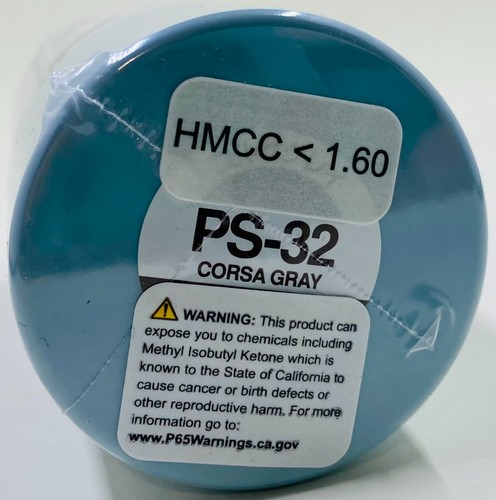 HMCC < 1.60
PS-32
CORSA GRAY
⚠ WARNING: This product can
expose you to chemicals including
Methyl Isobutyl Ketone which is
known to the State of California to
cause cancer or birth defects or
other reproductive harm. For more
information go to:
www.P65Warnings.ca.gov